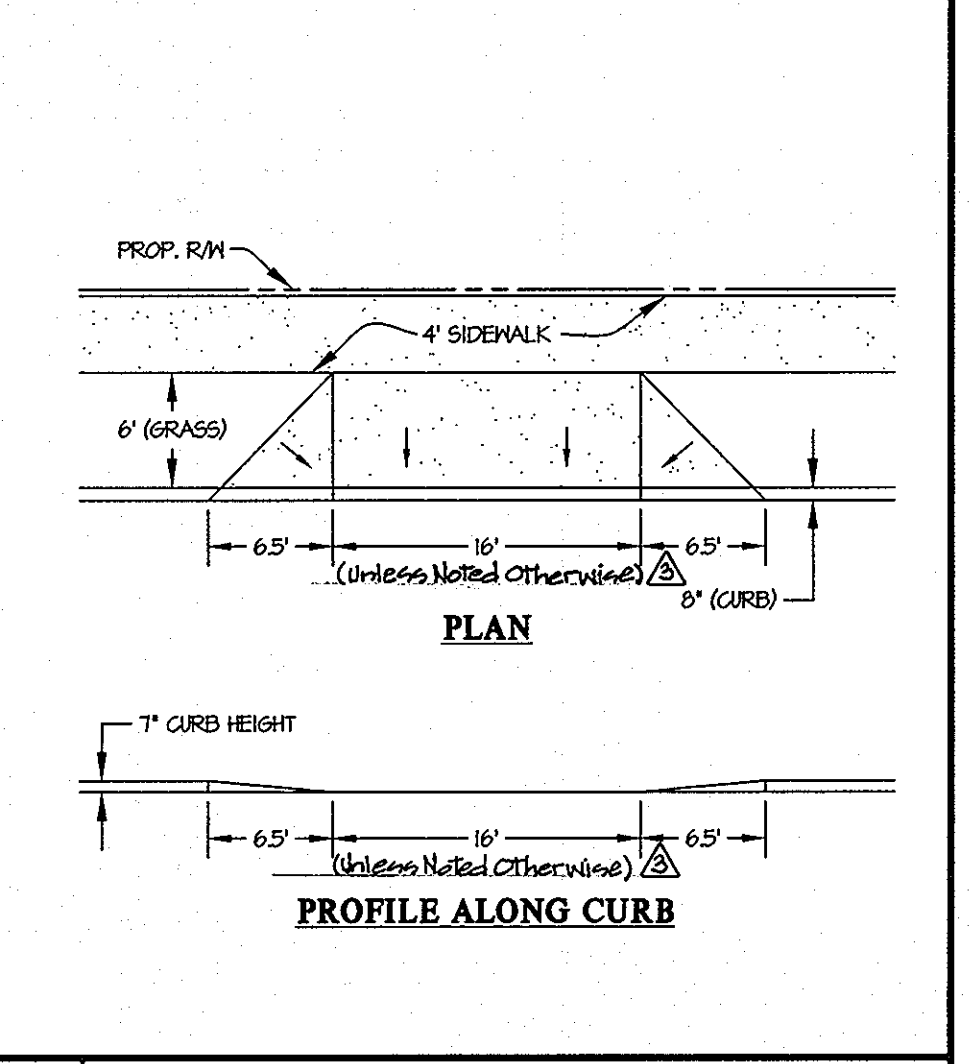 PROP. R/W
4' SIDEWALK
6' (GRASS)
6.5'
16'
6.5'
(Unless Noted Otherwise) 3
8" (CURB)
PLAN
7" CURB HEIGHT
6.5'
16'
6.5'
(Unless Noted Otherwise) 3
PROFILE ALONG CURB